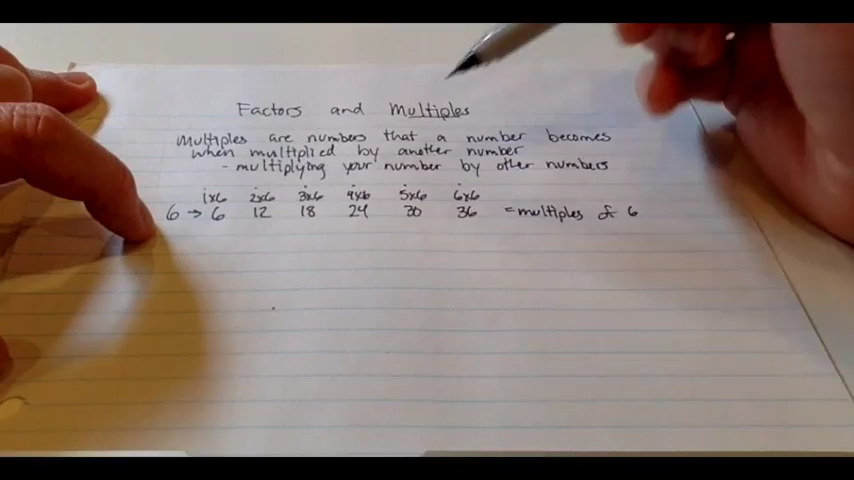 Factors and Multiples
Multiples are numbers that a number becomes
when multiplied by another number
- multiplying your number by other numbers
1x6 2x6 3x6 4x6 5x6 6x6
6 → 6 12 18 24 30 36 = multiples of 6